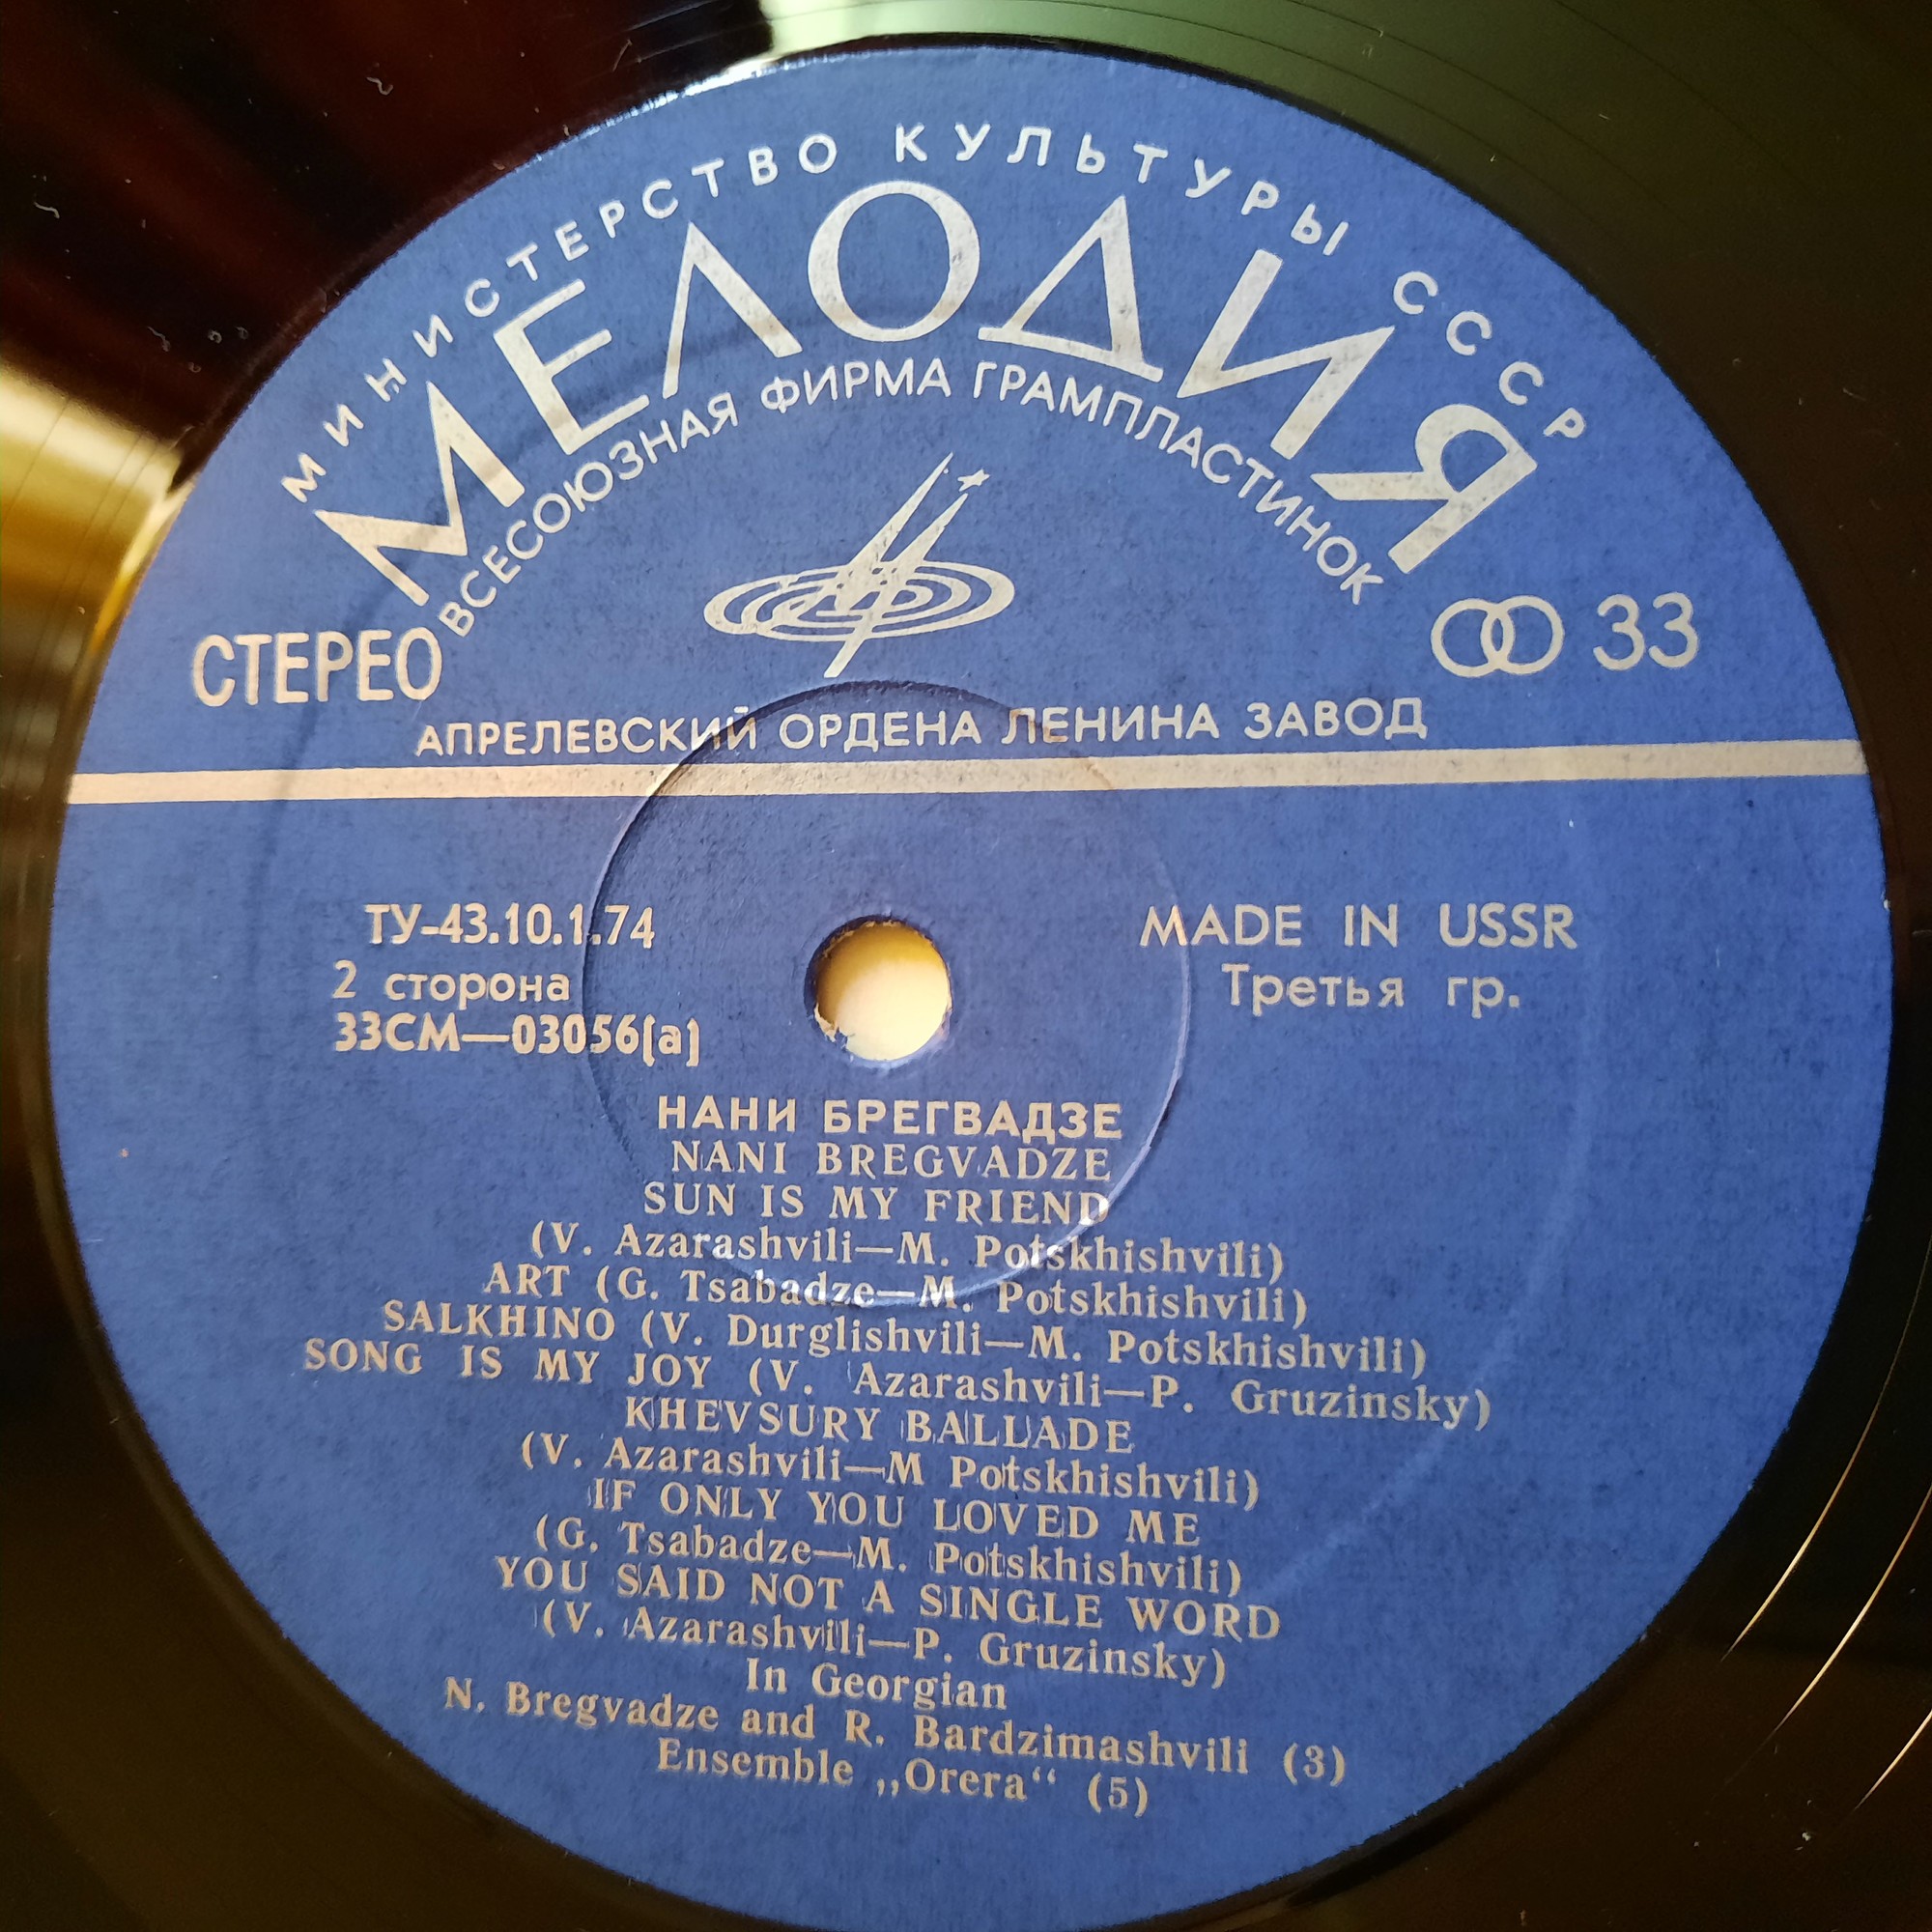 МИНИСТЕРСТВО КУЛЬТУРЫ СССР
МЕЛОДИЯ
ВСЕСОЮЗНАЯ ФИРМА ГРАМПЛАСТИНОК
СТЕРЕО
33
АПРЕЛЕВСКИЙ ОРДЕНА ЛЕНИНА ЗАВОД
ТУ-43.10.1.74
MADE IN USSR
2 сторона
Третья гр.
33СМ—03056(а)
НАНИ БРЕГВАДЗЕ
NANI BREGVADZE
SUN IS MY FRIEND
(V. Azarashvili—M. Potskhishvili)
ART (G. Tsabadze—M. Potskhishvili)
SALKHINO (V. Durglishvili—M. Potskhishvili)
SONG IS MY JOY (V. Azarashvili—P. Gruzinsky)
KHEVSURY BALLADE
(V. Azarashvili—M Potskhishvili)
IF ONLY YOU LOVED ME
(G. Tsabadze—M. Potskhishvili)
YOU SAID NOT A SINGLE WORD
(V. Azarashvili—P. Gruzinsky)
In Georgian
N. Bregvadze and R. Bardzimashvili (3)
Ensemble „Orera“ (5)